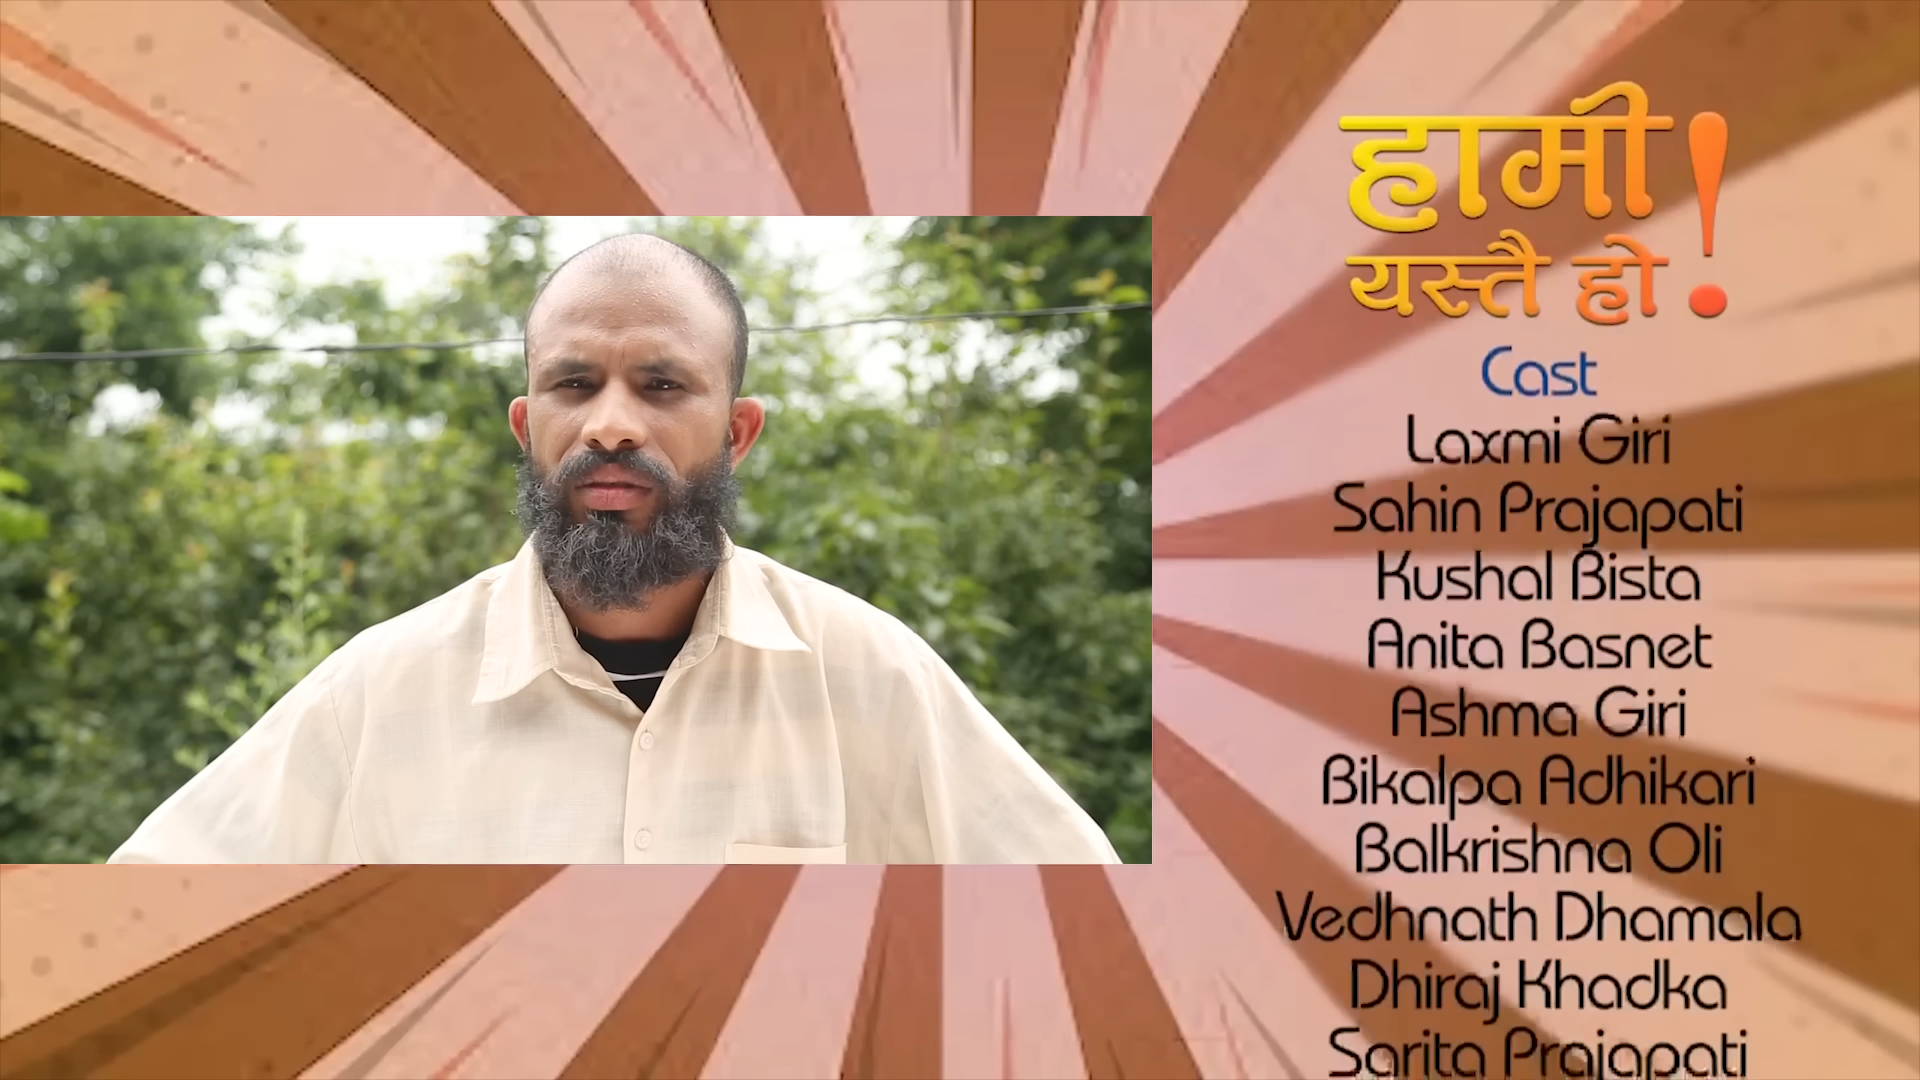 हामी
यस्तै हो !
Cast
Laxmi Giri
Sahin Prajapati
Kushal Bista
Anita Basnet
Ashma Giri
Bikalpa Adhikari
Balkrishna Oli
Vedhnath Dhamala
Dhiraj Khadka
Sarita Prajapati